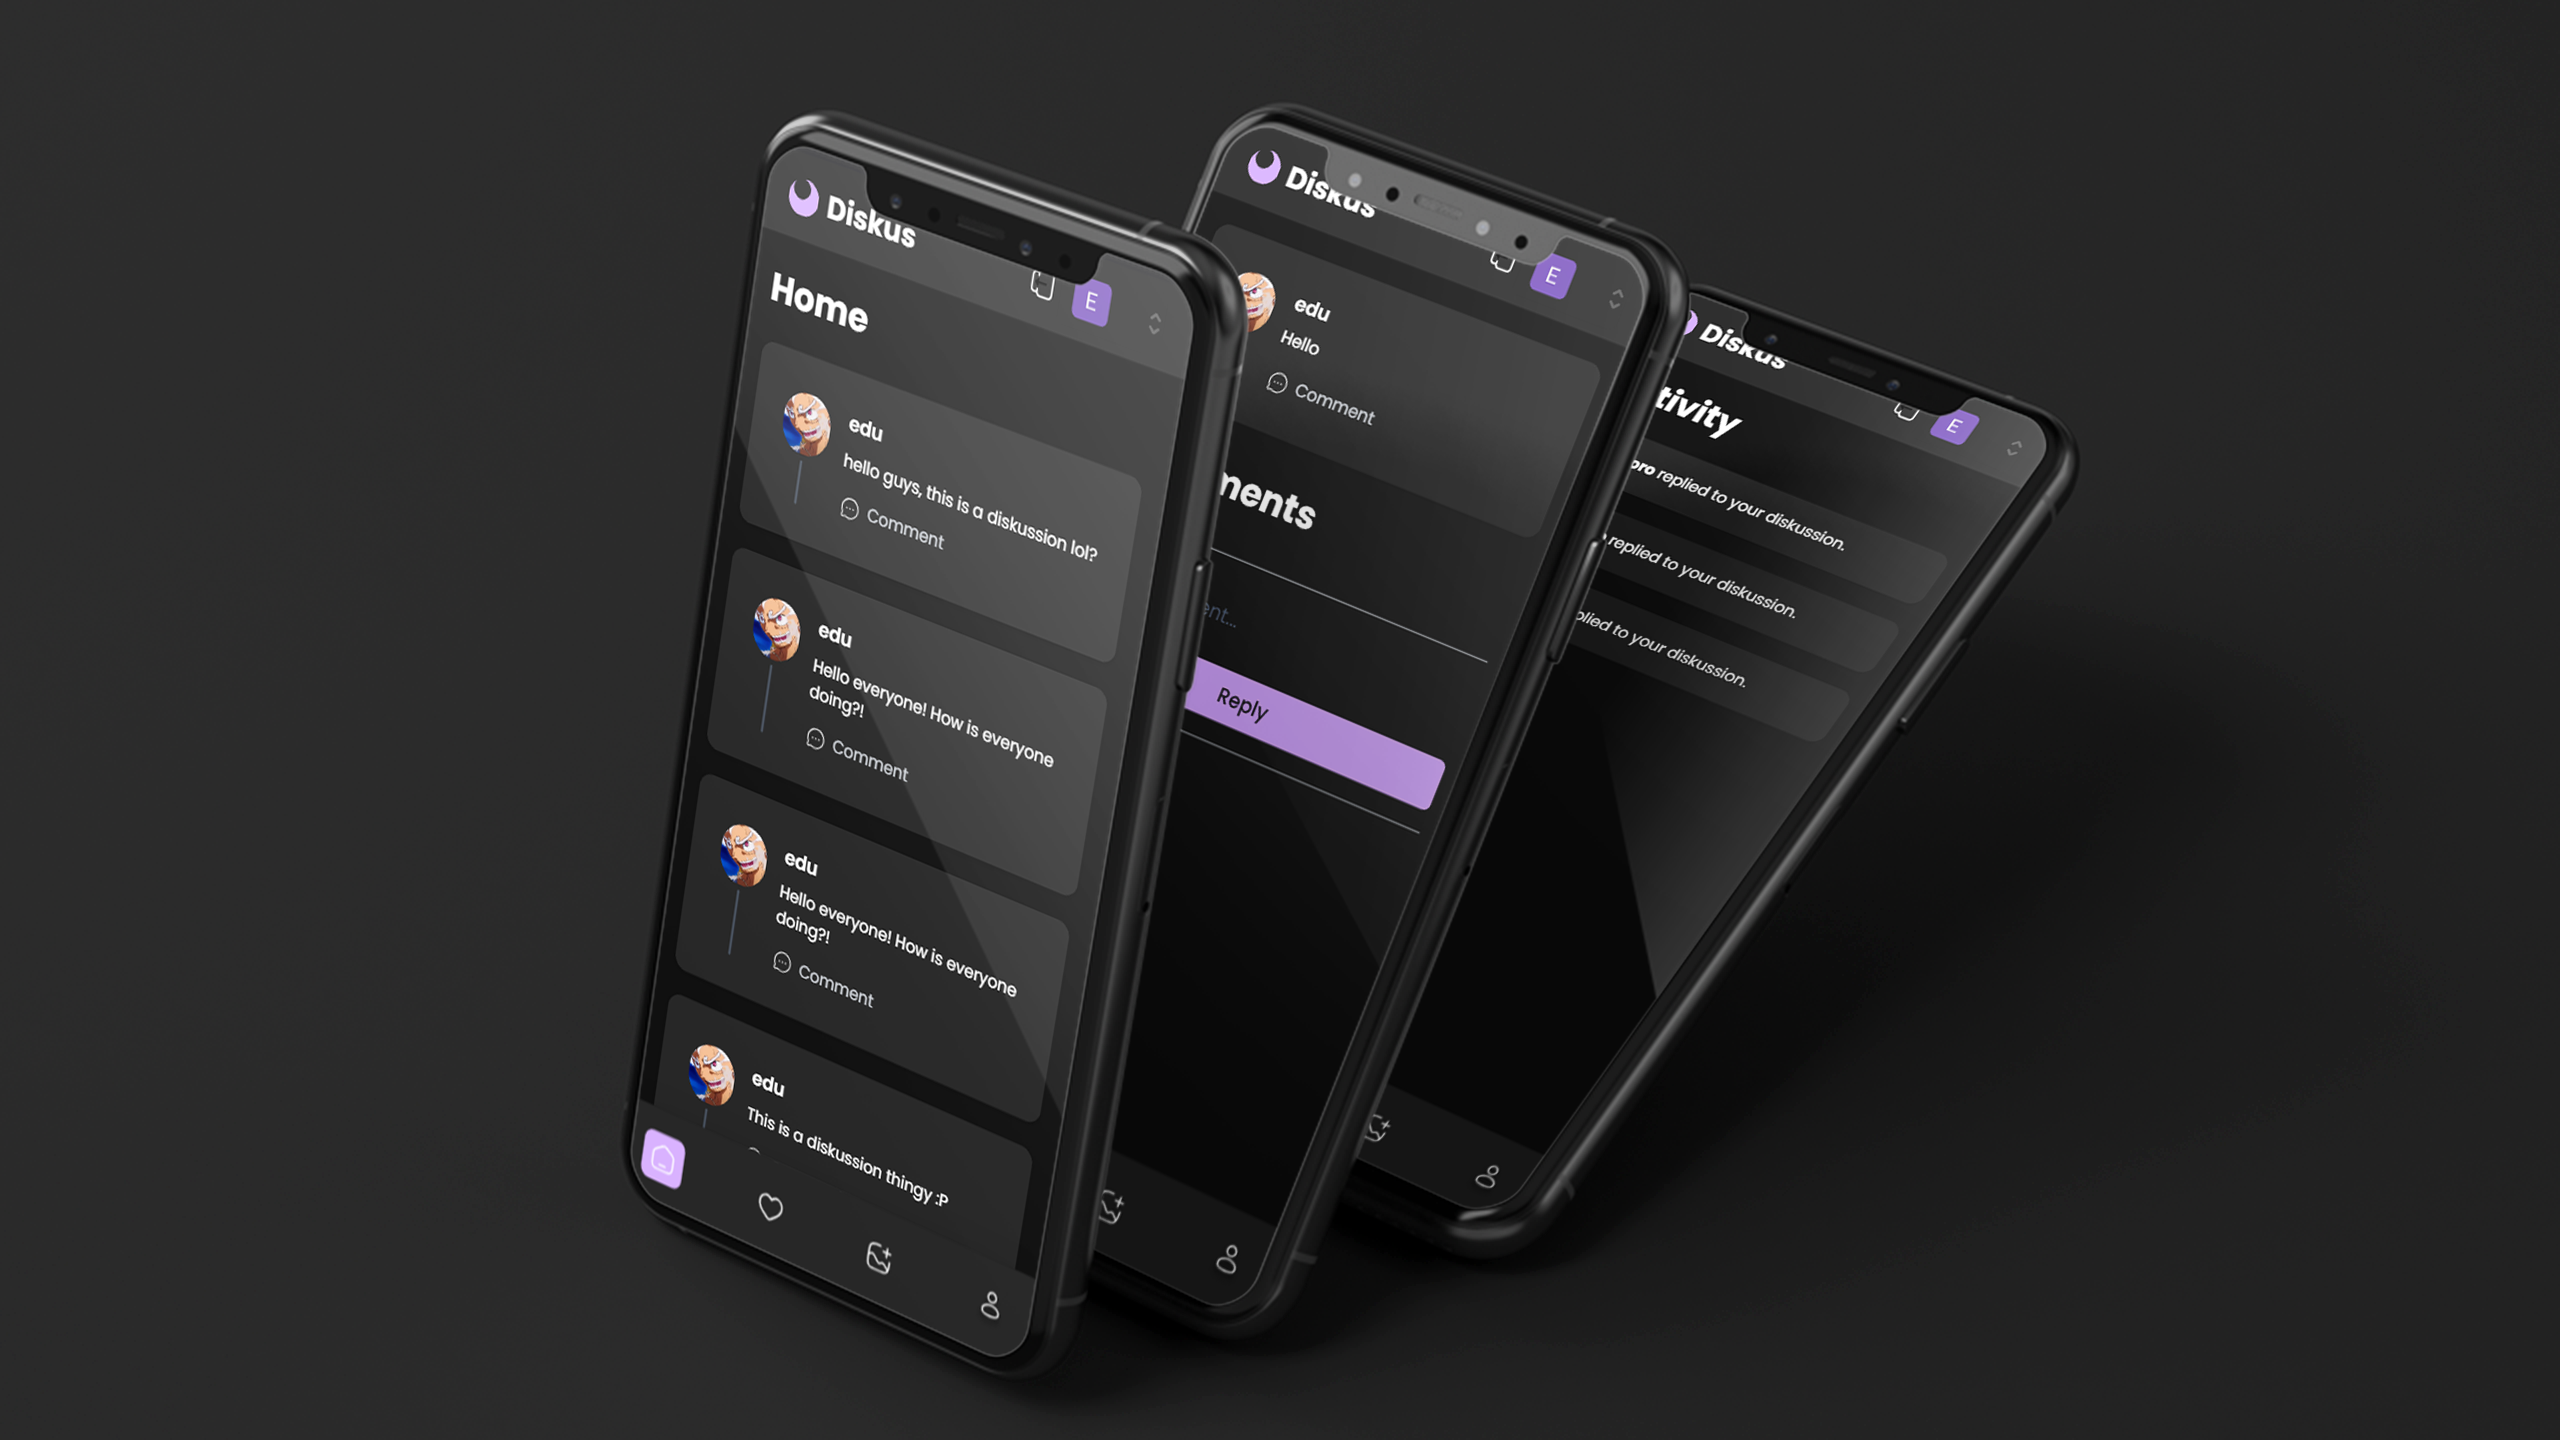 Diskus
E
Home
edu
hello guys, this is a diskussion lol?
Comment
edu
Hello everyone! How is everyone
doing?!
Comment
edu
Hello everyone! How is everyone
doing?!
Comment
edu
This is a diskussion thingy :P
Diskus
E
edu
Hello
Comment
ments
ent...
Reply
Diskus
E
tivity
pro replied to your diskussion.
replied to your diskussion.
plied to your diskussion.